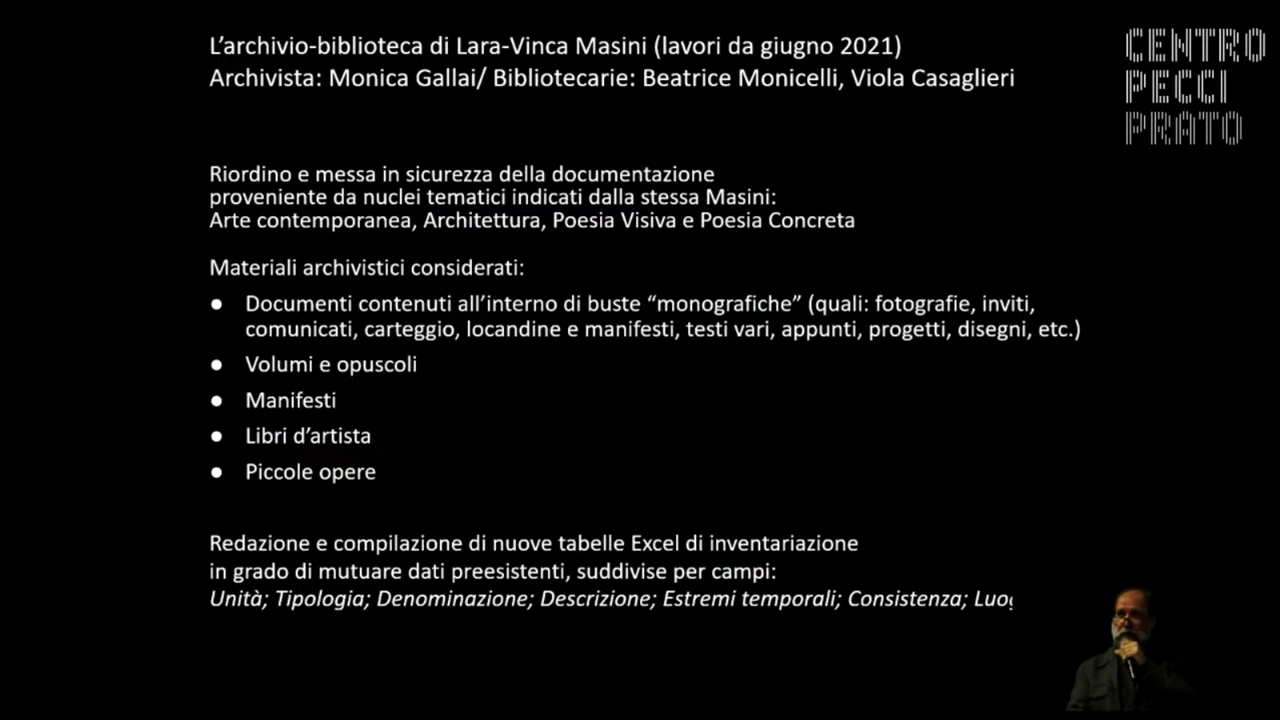 L’archivio-biblioteca di Lara-Vinca Masini (lavori da giugno 2021)
Archivista: Monica Gallai/ Bibliotecarie: Beatrice Monicelli, Viola Casaglieri
CENTRO
PECCI
PRATO
Riordino e messa in sicurezza della documentazione
proveniente da nuclei tematici indicati dalla stessa Masini:
Arte contemporanea, Architettura, Poesia Visiva e Poesia Concreta
Materiali archivistici considerati:
● Documenti contenuti all’interno di buste “monografiche” (quali: fotografie, inviti,
comunicati, carteggio, locandine e manifesti, testi vari, appunti, progetti, disegni, etc.)
● Volumi e opuscoli
● Manifesti
● Libri d’artista
● Piccole opere
Redazione e compilazione di nuove tabelle Excel di inventariazione
in grado di mutuare dati preesistenti, suddivise per campi:
Unità; Tipologia; Denominazione; Descrizione; Estremi temporali; Consistenza;